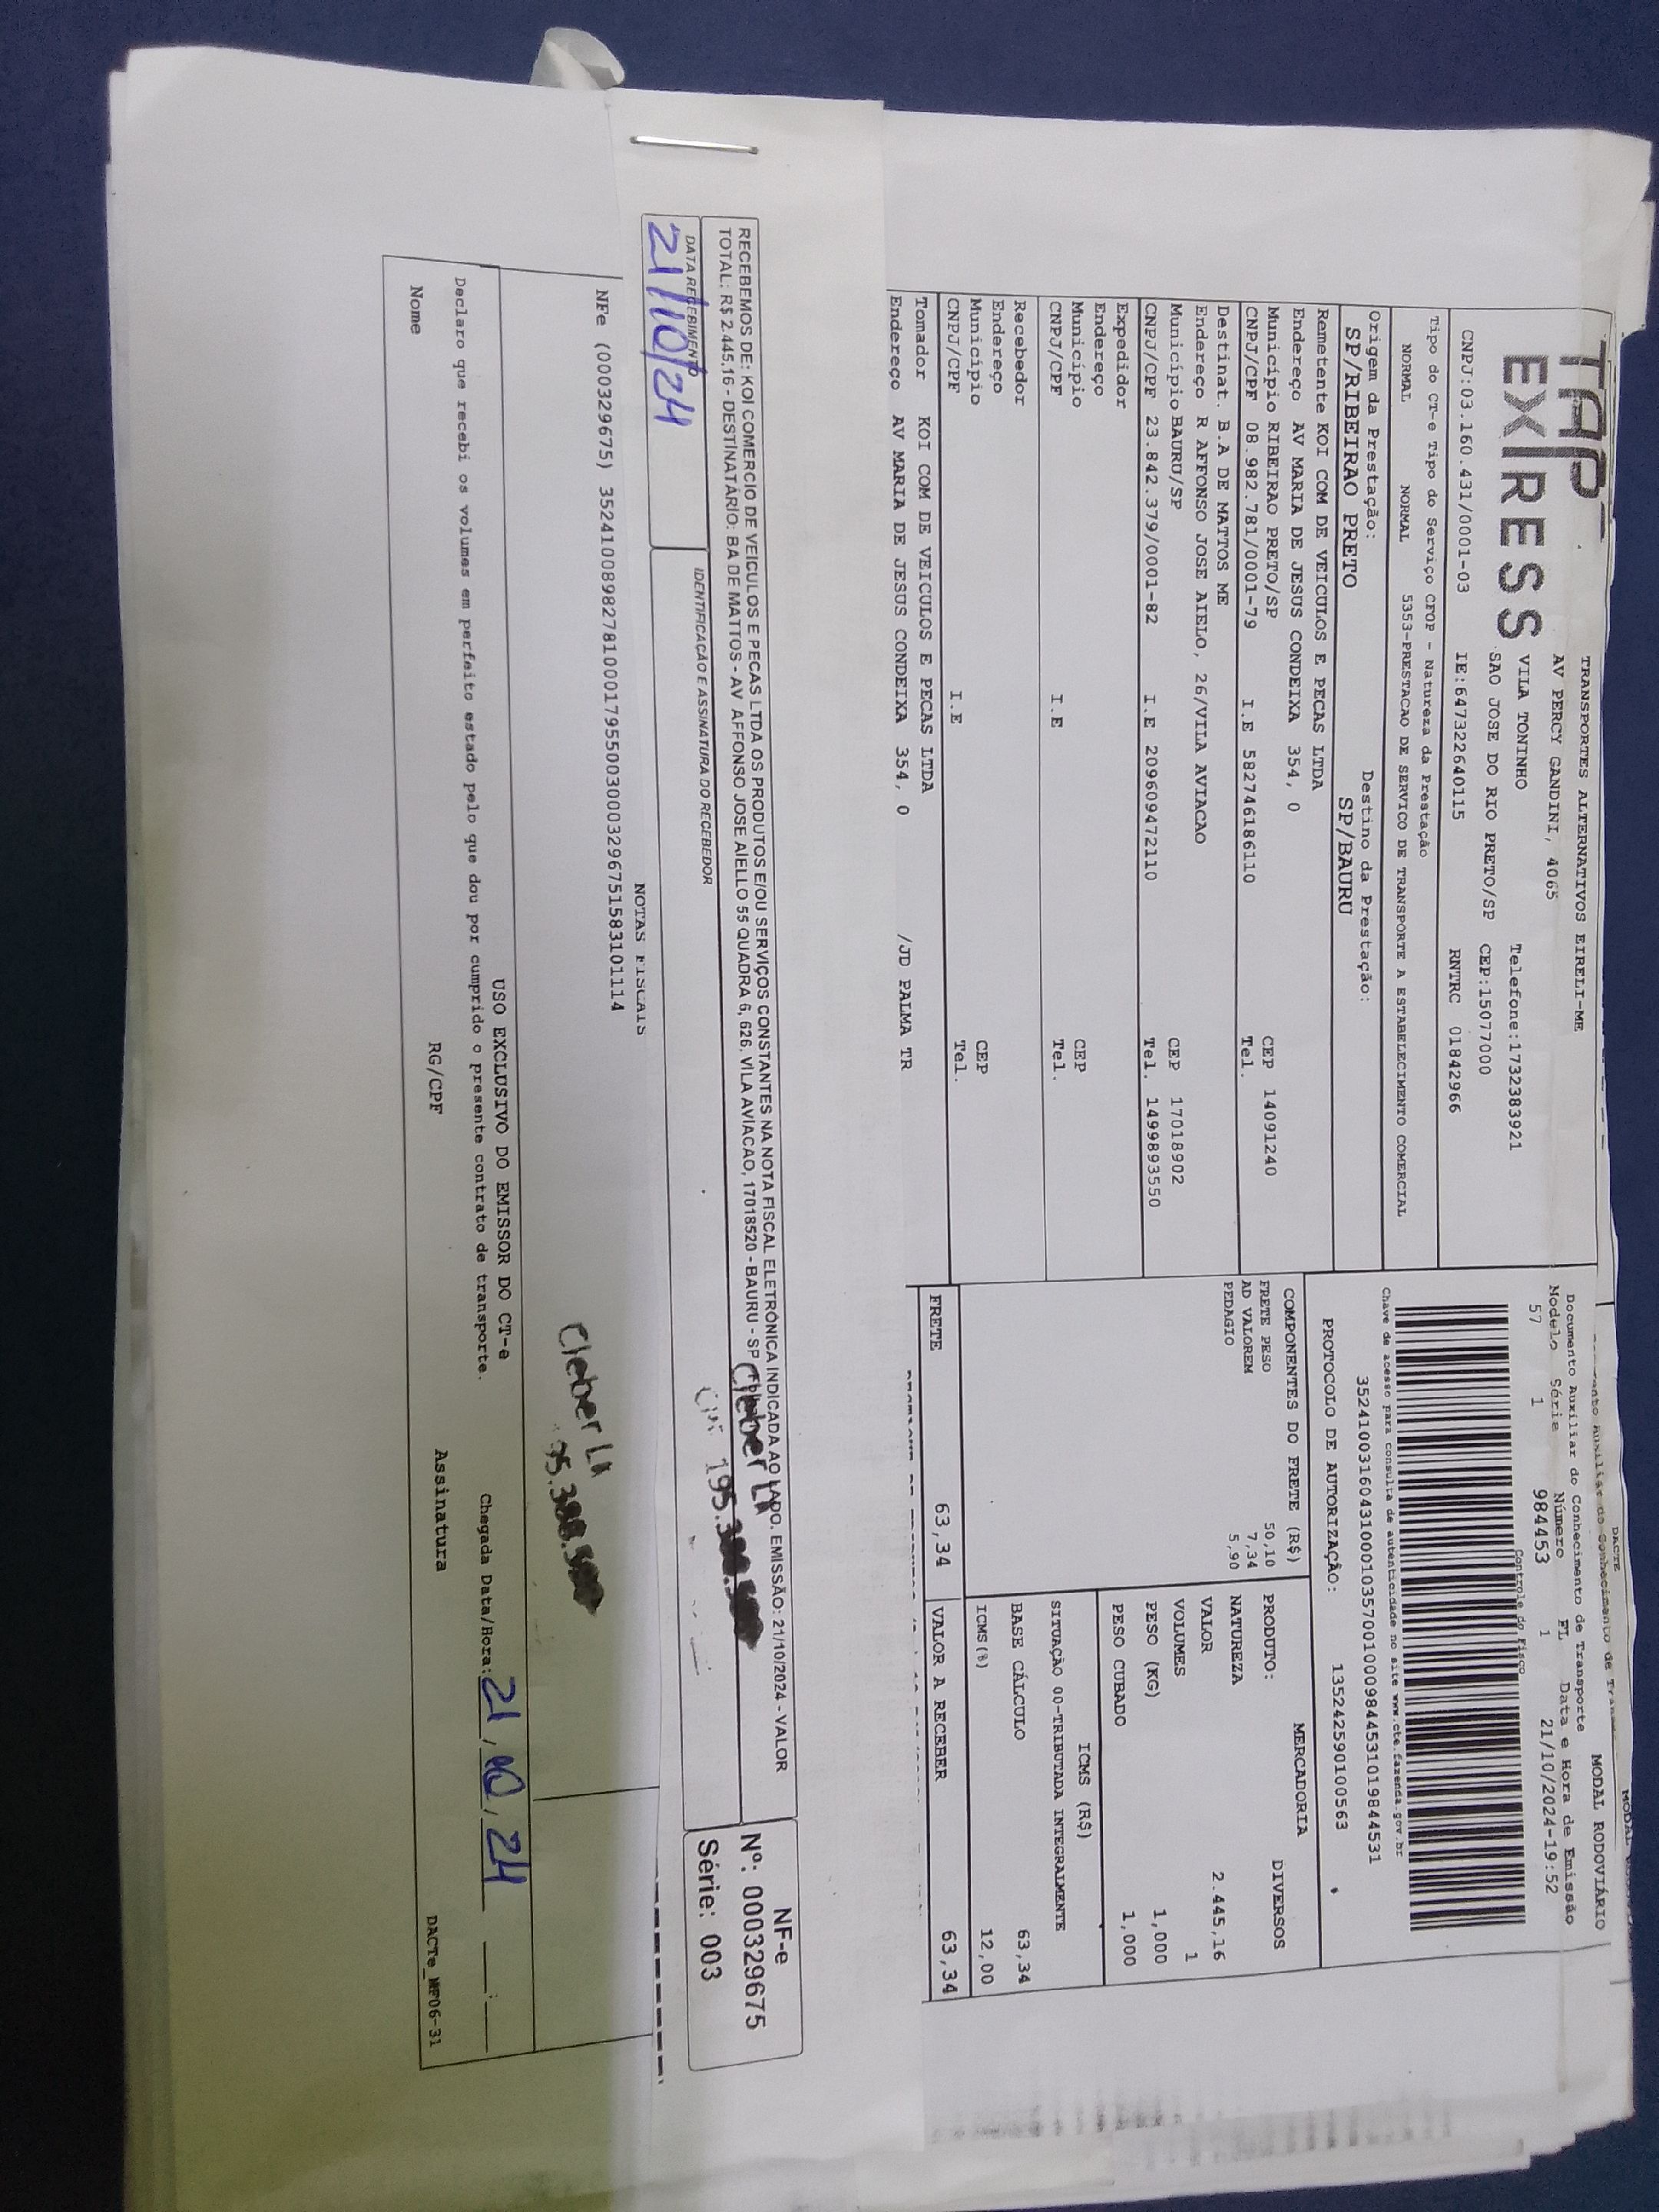 TAP
EXPRESS
TRANSPORTES ALTERNATIVOS EIRELI-ME
AV PERCY GANDINI, 4065
VILA TONINHO
Telefone:1732383921
SAO JOSE DO RIO PRETO/SP CEP:15077000
CNPJ:03.160.431/0001-03 IE:647322640115 RNTRC 01842966
Tipo do CT-e Tipo do Serviço CFOP - Natureza da Prestação
NORMAL NORMAL 5353-PRESTACAO DE SERVICO DE TRANSPORTE A ESTABELECIMENTO COMERCIAL
Origem da Prestação: Destino da Prestação:
SP/RIBEIRAO PRETO SP/BAURU
Remetente KOI COM DE VEICULOS E PECAS LTDA
Endereço AV MARIA DE JESUS CONDEIXA 354, 0
Município RIBEIRAO PRETO/SP CEP 14091240
CNPJ/CPF 08.982.781/0001-79 I.E 582746186110 Tel.
Destinat. B.A DE MATTOS ME
Endereço R AFFONSO JOSE AIELO, 26/VILA AVIACAO
Município BAURU/SP CEP 17018902
CNPJ/CPF 23.842.379/0001-82 I.E 209609472110 Tel. 1499893550
Expedidor
Endereço
Município CEP
CNPJ/CPF I.E Tel.
Recebedor
Endereço
Município CEP
CNPJ/CPF I.E Tel.
Tomador KOI COM DE VEICULOS E PECAS LTDA
Endereço AV MARIA DE JESUS CONDEIXA 354, 0 /JD PALMA TR
DACTE
MODAL RODOVIÁRIO
Documento Auxiliar do Conhecimento de Transporte
Modelo Série Número FL Data e Hora de Emissão
57 1 984453 1 21/10/2024-19:52
Controle do Fisco
Chave de acesso para consulta de autenticidade no site www.cte.fazenda.gov.br
35241003160431000103570010009844531019844531
PROTOCOLO DE AUTORIZAÇÃO: 135242590100563
COMPONENTES DO FRETE (R$)
FRETE PESO 50,10
AD VALOREM 7,34
PEDAGIO 5,90
MERCADORIA
PRODUTO: DIVERSOS
NATUREZA
VALOR 2.445,16
VOLUMES 1
PESO (KG) 1,000
PESO CUBADO 1,000
ICMS (R$)
SITUAÇÃO 00-TRIBUTADA INTEGRALMENTE
BASE CÁLCULO 63,34
ICMS(%) 12,00
FRETE 63,34 VALOR A RECEBER 63,34
RECEBEMOS DE: KOI COMERCIO DE VEICULOS E PECAS LTDA OS PRODUTOS E/OU SERVIÇOS CONSTANTES NA NOTA FISCAL ELETRÔNICA INDICADA AO LADO. EMISSÃO: 21/10/2024 - VALOR
TOTAL: R$ 2.445,16 - DESTINATÁRIO: BA DE MATTOS - AV AFFONSO JOSE AIELLO 55 QUADRA 6, 626, VILA AVIACAO, 17018520 - BAURU - SP
Cleber
DATA RECEBIMENTO IDENTIFICAÇÃO E ASSINATURA DO RECEBEDOR
21/10/24
NF-e
Nº: 000329675
Série: 003
NOTAS FISCAIS
NFe (000329675) 35241008982781000179550030003296751583101114
Cleber
USO EXCLUSIVO DO EMISSOR DO CT-e
Declaro que recebi os volumes em perfeito estado pelo que dou por cumprido o presente contrato de transporte. Chegada Data/Hora: 21/10/24 __:__
Nome RG/CPF Assinatura
DACTe_MF06-31